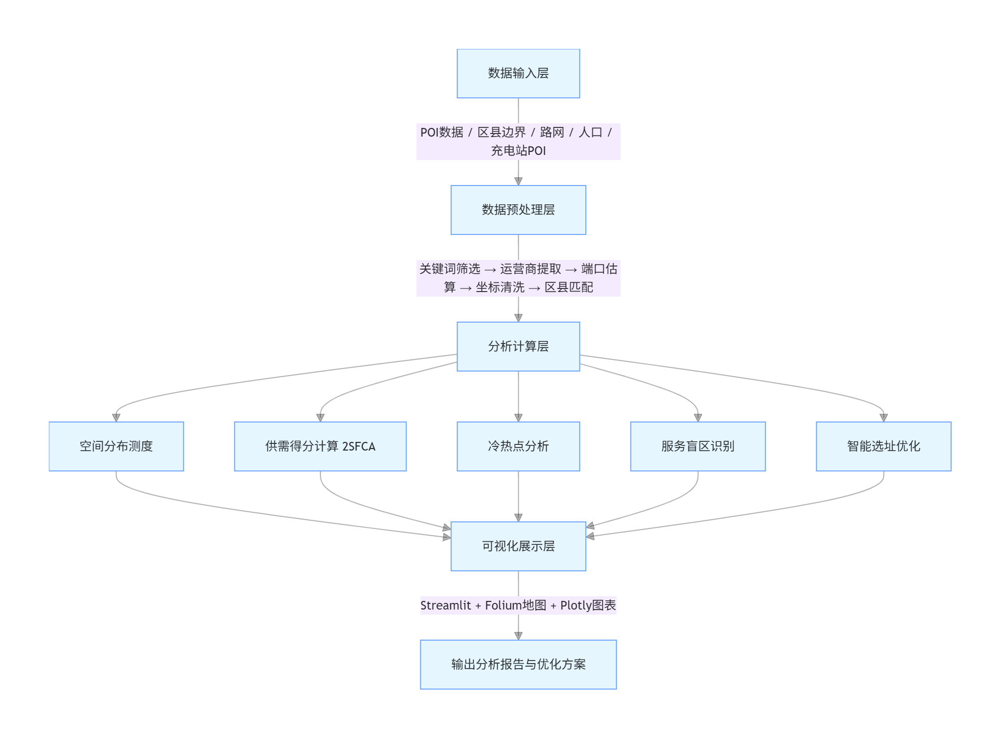 数据输入层
POI数据 / 区县边界 / 路网 / 人口 /
充电站POI
数据预处理层
关键词筛选 → 运营商提取 → 端口估
算 → 坐标清洗 → 区县匹配
分析计算层
空间分布测度
供需得分计算 2SFCA
冷热点分析
服务盲区识别
智能选址优化
可视化展示层
Streamlit + Folium地图 + Plotly图表
输出分析报告与优化方案